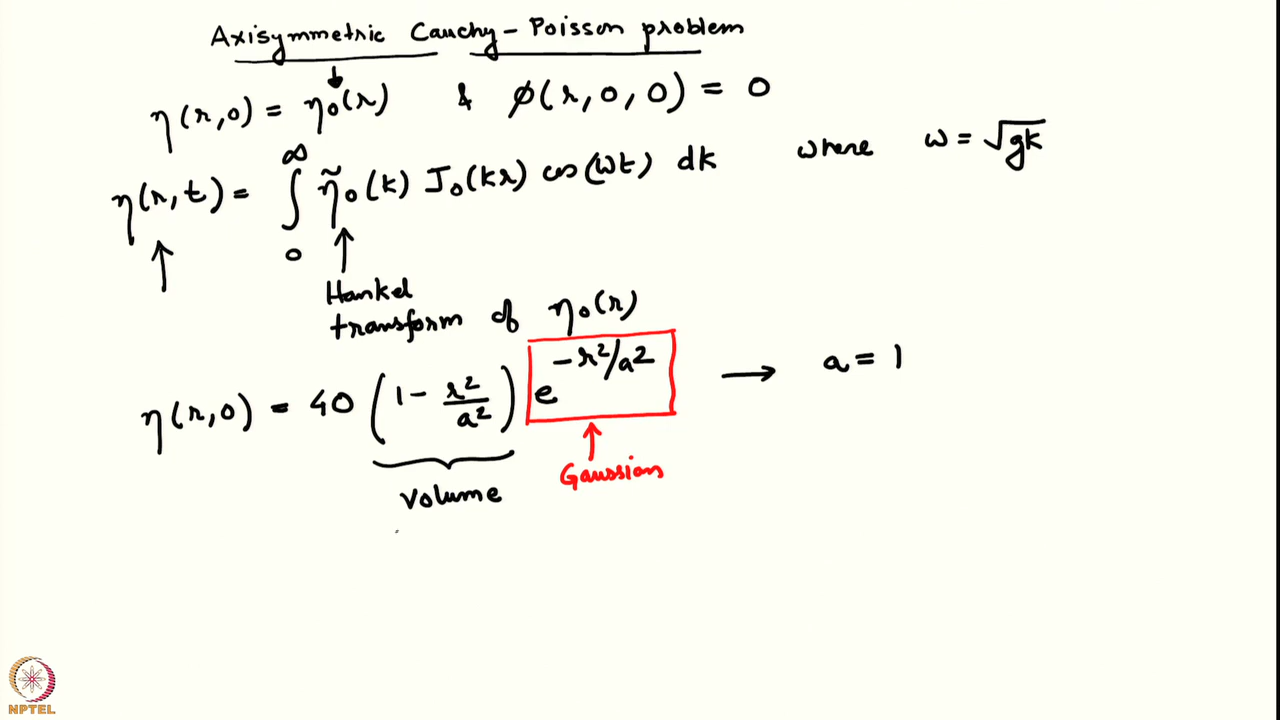 Axisymmetric Cauchy – Poisson problem
η(r,0) = η₀(r) & φ(r,0,0) = 0
η(r,t) = ∫₀^∞ η̃₀(k) J₀(kr) cos(ωt) dk where ω = √gk
Hankel
transform of η₀(r)
η(r,0) = 40 (1 - r²/a²) e^(-r²/a²) → a = 1
Gaussian
volume
NPTEL